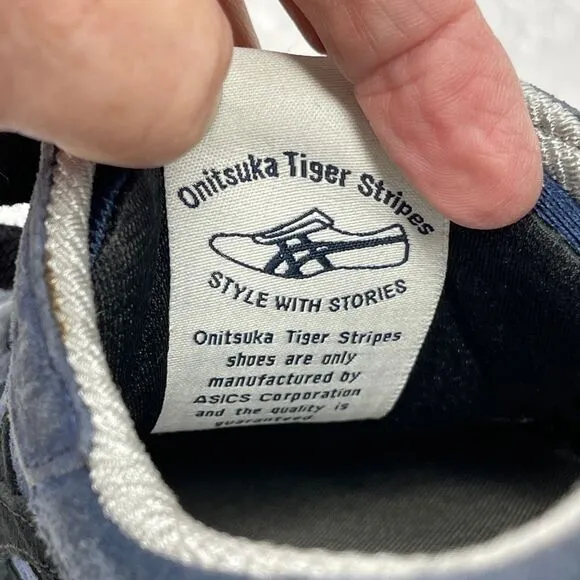 Onitsuka Tiger Stripes
STYLE WITH STORIES
Onitsuka Tiger Stripes
shoes are only
manufactured by
ASICS Corporation
and the quality is
guaranteed